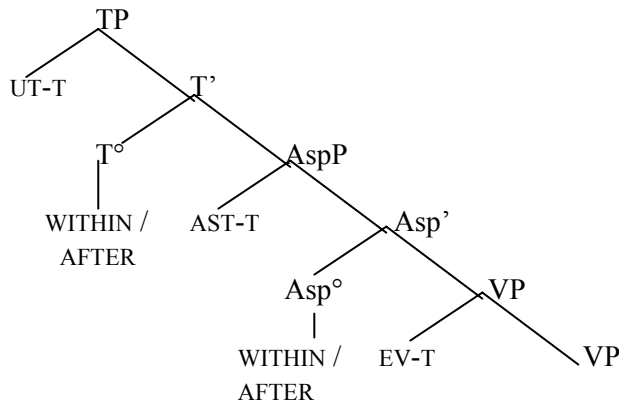 TP
UT-T
T’
T°
AspP
WITHIN /
AFTER
AST-T
Asp’
Asp°
VP
WITHIN /
AFTER
EV-T
VP